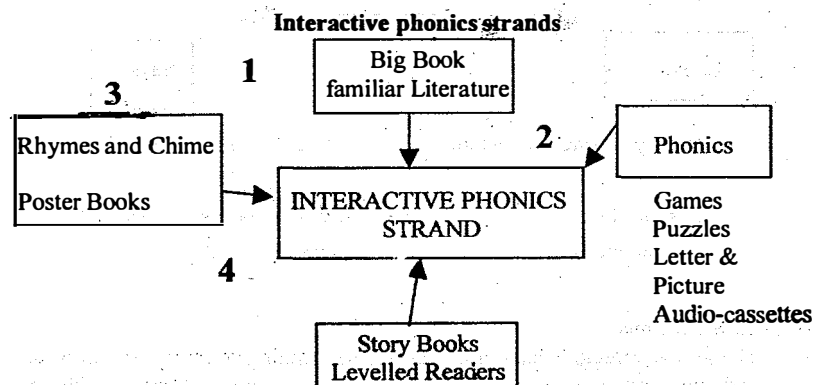 Interactive phonics strands
1
Big Book
familiar Literature
3
Rhymes and Chime
Poster Books
2
Phonics
Games
Puzzles
Letter &
Picture
Audio-cassettes
INTERACTIVE PHONICS
STRAND
4
Story Books
Levelled Readers